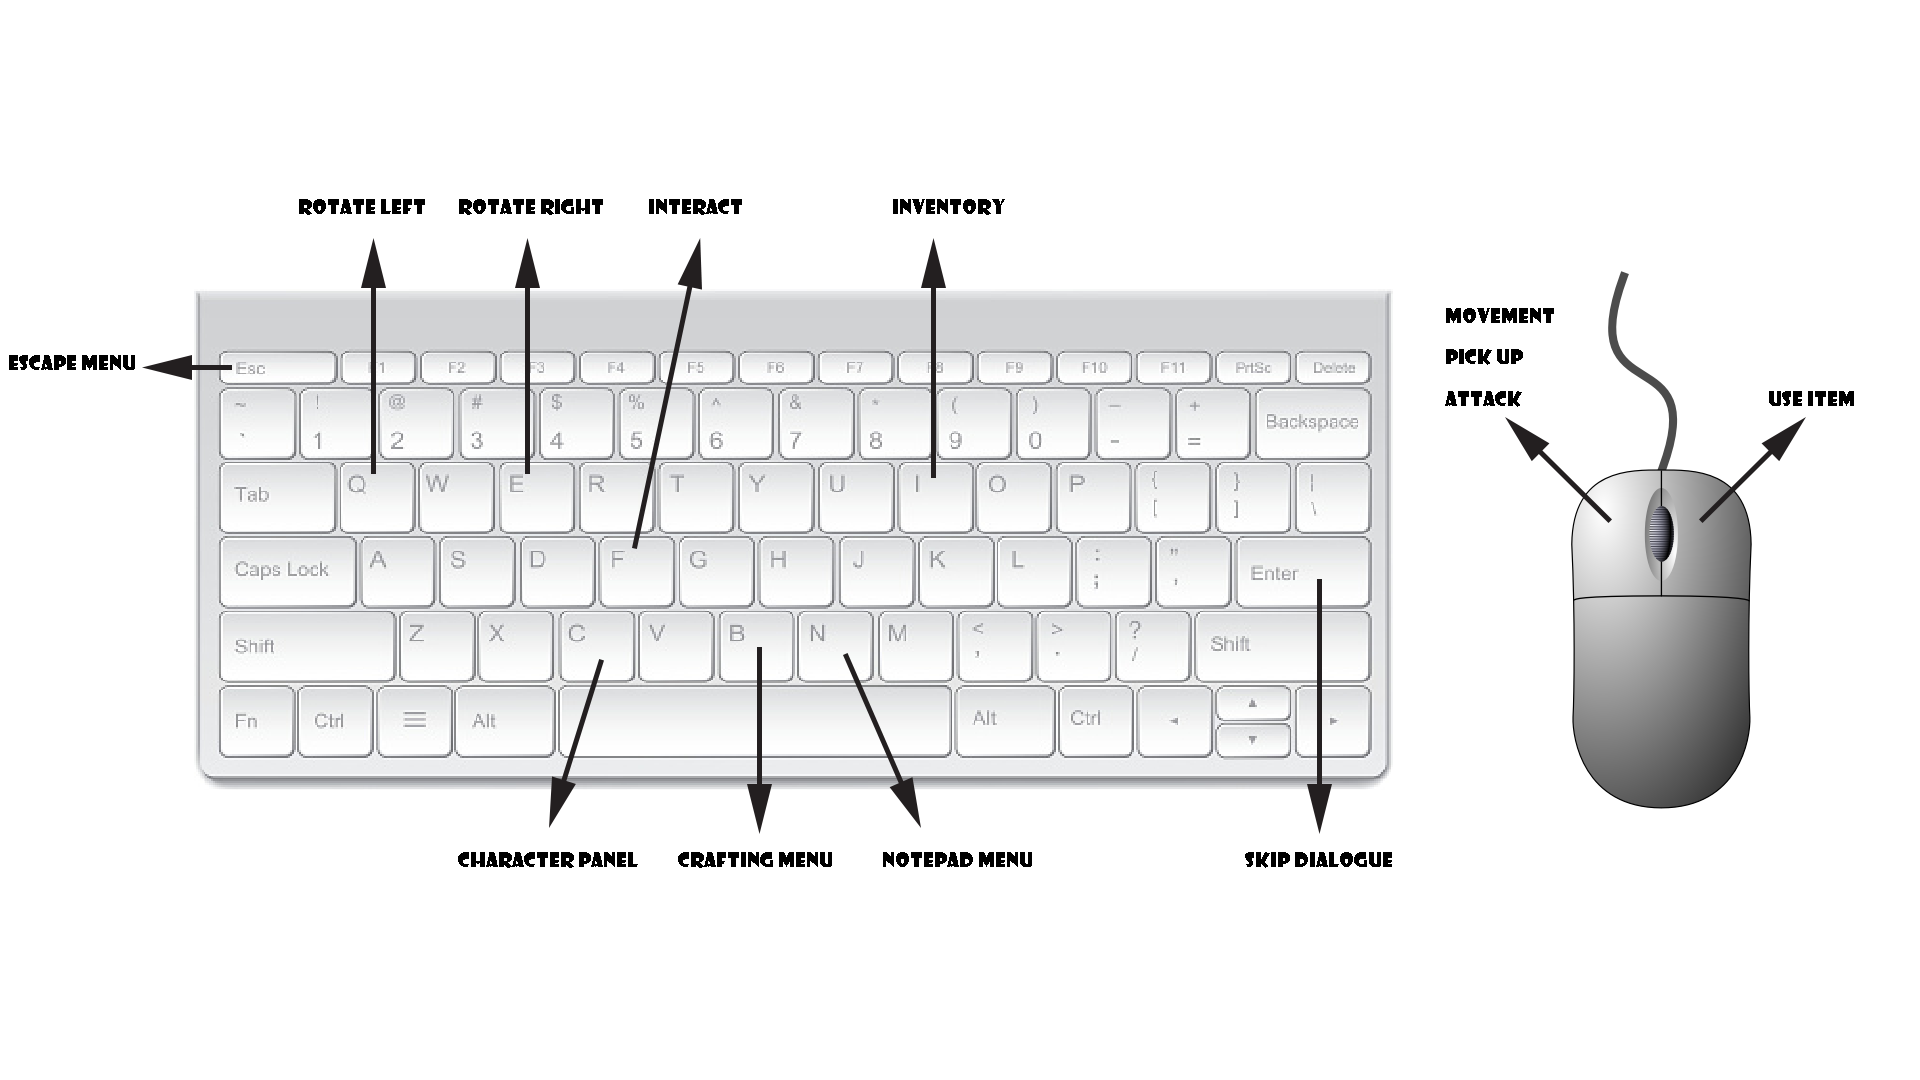 ROTATE LEFT ROTATE RIGHT INTERACT INVENTORY
MOVEMENT
ESCAPE MENU
PICK UP
ATTACK USE ITEM
Esc F1 F2 F3 F4 F5 F6 F7 F8 F9 F10 F11 PrtSc Delete
~ ! @ # $ % ^ & * ( ) _ +
` 1 2 3 4 5 6 7 8 9 0 - = Backspace
Tab Q W E R T Y U I O P { } |
[ ] \
Caps Lock A S D F G H J K L : " Enter
; '
Shift Z X C V B N M < > ? Shift
, . /
Fn Ctrl Alt Alt Ctrl
CHARACTER PANEL CRAFTING MENU NOTEPAD MENU SKIP DIALOGUE